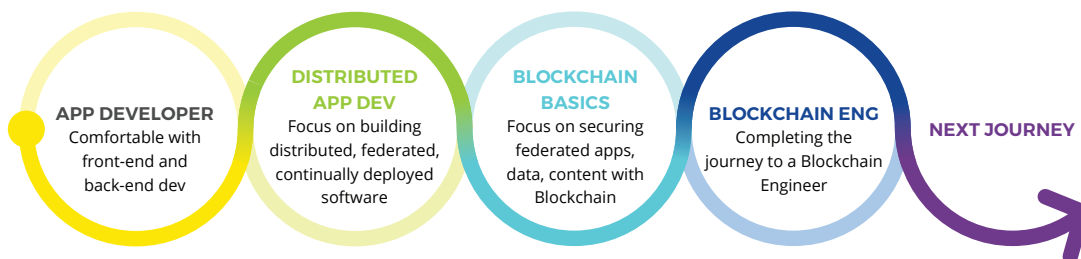 APP DEVELOPER
Comfortable with
front-end and
back-end dev
DISTRIBUTED
APP DEV
Focus on building
distributed, federated,
continually deployed
software
BLOCKCHAIN
BASICS
Focus on securing
federated apps,
data, content with
Blockchain
BLOCKCHAIN ENG
Completing the
journey to a Blockchain
Engineer
NEXT JOURNEY